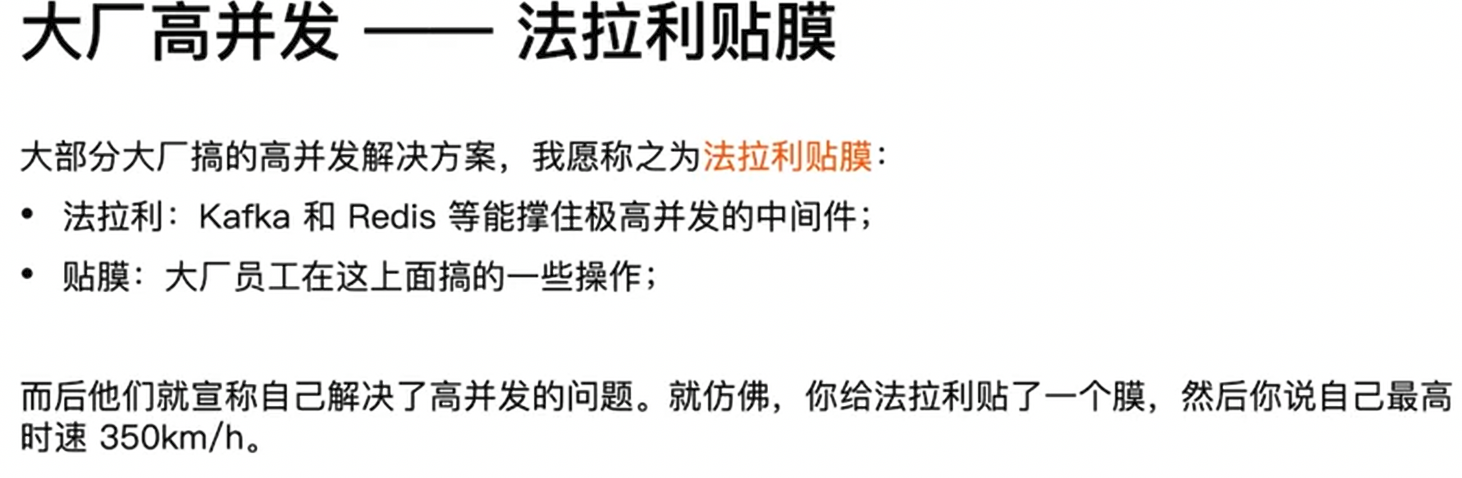 大厂高并发 —— 法拉利贴膜
大部分大厂搞的高并发解决方案，我愿称之为法拉利贴膜：
• 法拉利：Kafka 和 Redis 等能撑住极高并发的中间件；
• 贴膜：大厂员工在这上面搞的一些操作；
而后他们就宣称自己解决了高并发的问题。就仿佛，你给法拉利贴了一个膜，然后你说自己最高
时速 350km/h。